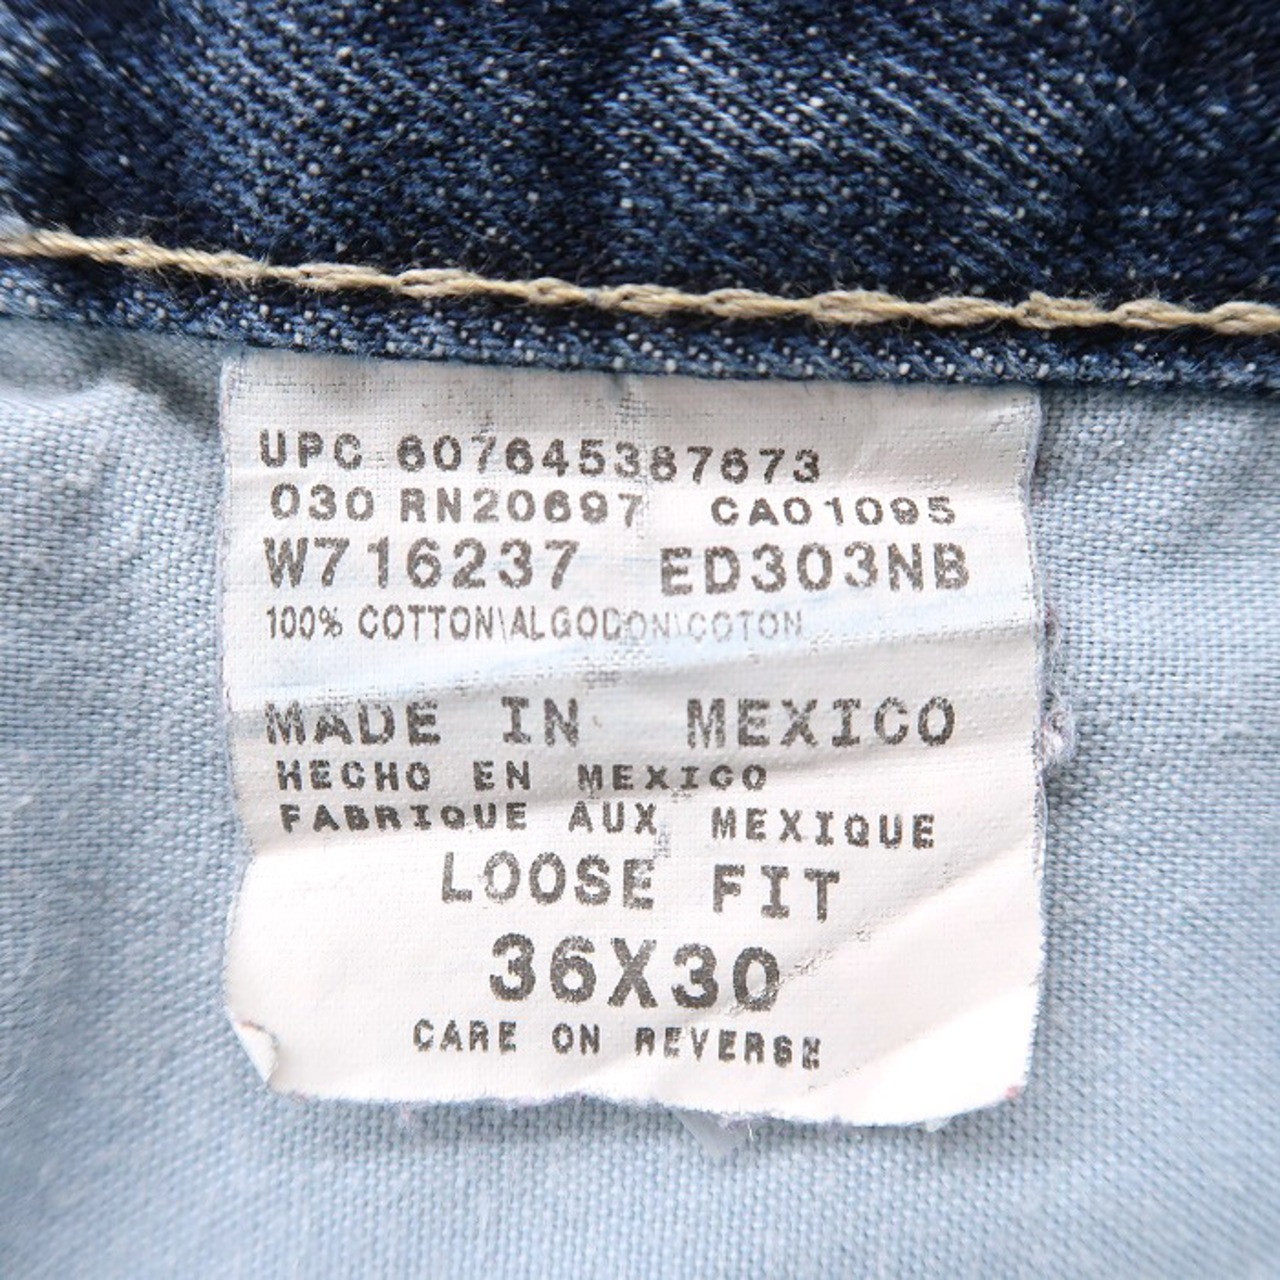 UPC 607645387673
030 RN20697 CA01095
W716237 ED303NB
100% COTTON\ALGODON\COTON
MADE IN MEXICO
HECHO EN MEXICO
FABRIQUE AUX MEXIQUE
LOOSE FIT
36X30
CARE ON REVERSE